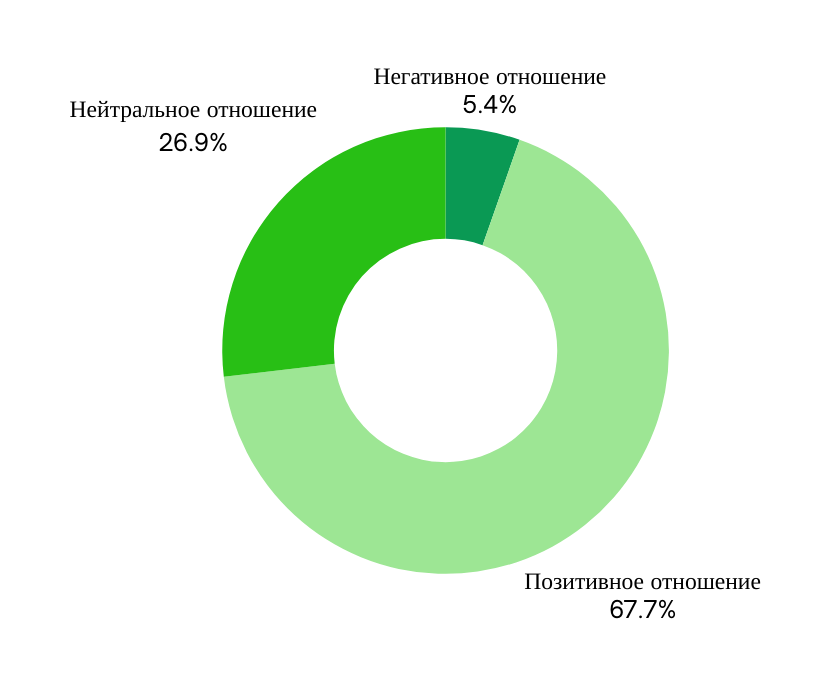 Негативное отношение
5.4%
Нейтральное отношение
26.9%
Позитивное отношение
67.7%